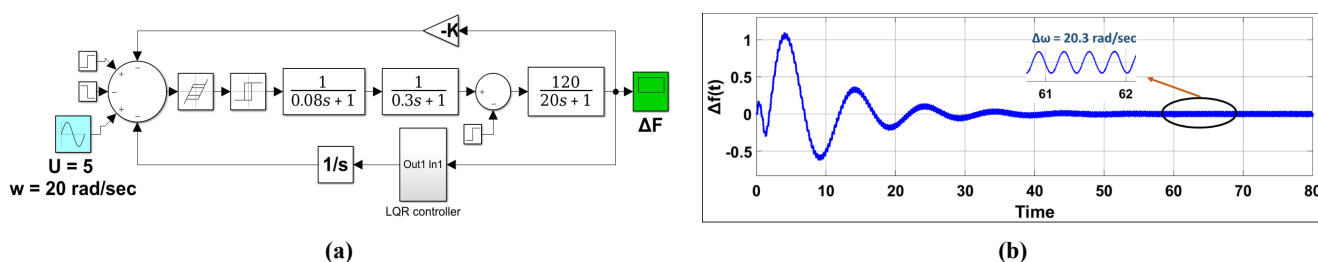 -K
1
0.08s + 1
1
0.3s + 1
120
20s + 1
ΔF
U = 5
w = 20 rad/sec
1/s
Out1 In1
LQR controller
(a)
Δf(t)
1
0.5
0
-0.5
Δω = 20.3 rad/sec
61 62
0 10 20 30 40 50 60 70 80
Time
(b)